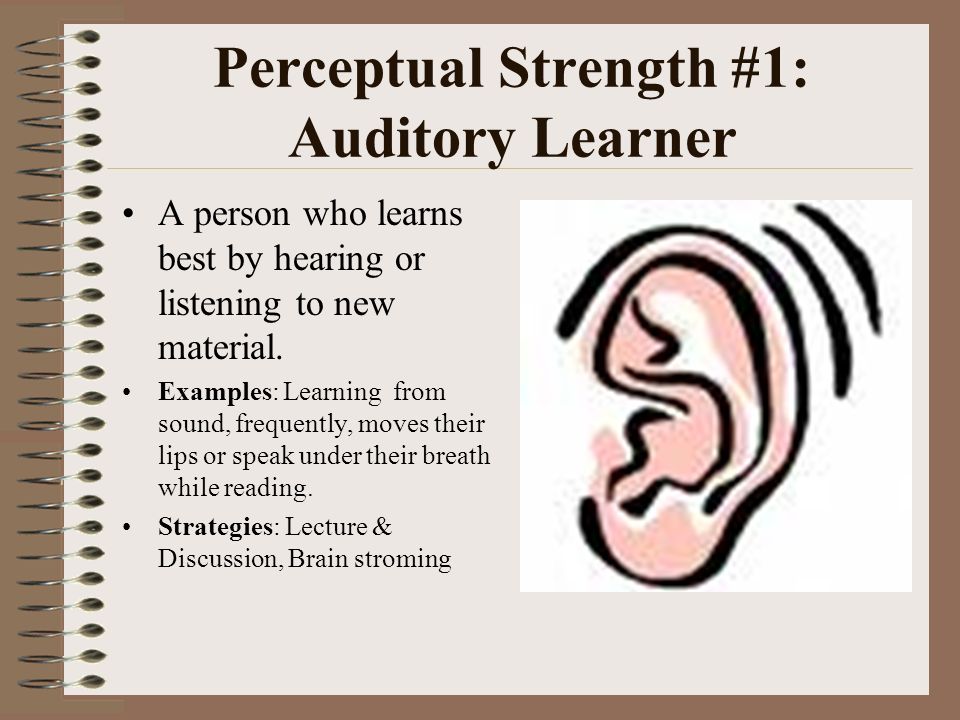 Perceptual Strength #1:
Auditory Learner
• A person who learns
best by hearing or
listening to new
material.
• Examples: Learning from
sound, frequently, moves their
lips or speak under their breath
while reading.
• Strategies: Lecture &
Discussion, Brain stroming